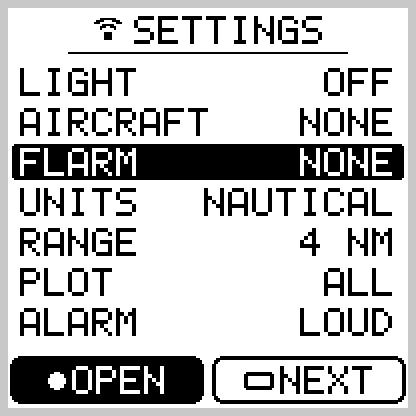 SETTINGS
LIGHT OFF
AIRCRAFT NONE
FLARM NONE
UNITS NAUTICAL
RANGE 4 NM
PLOT ALL
ALARM LOUD
OPEN NEXT